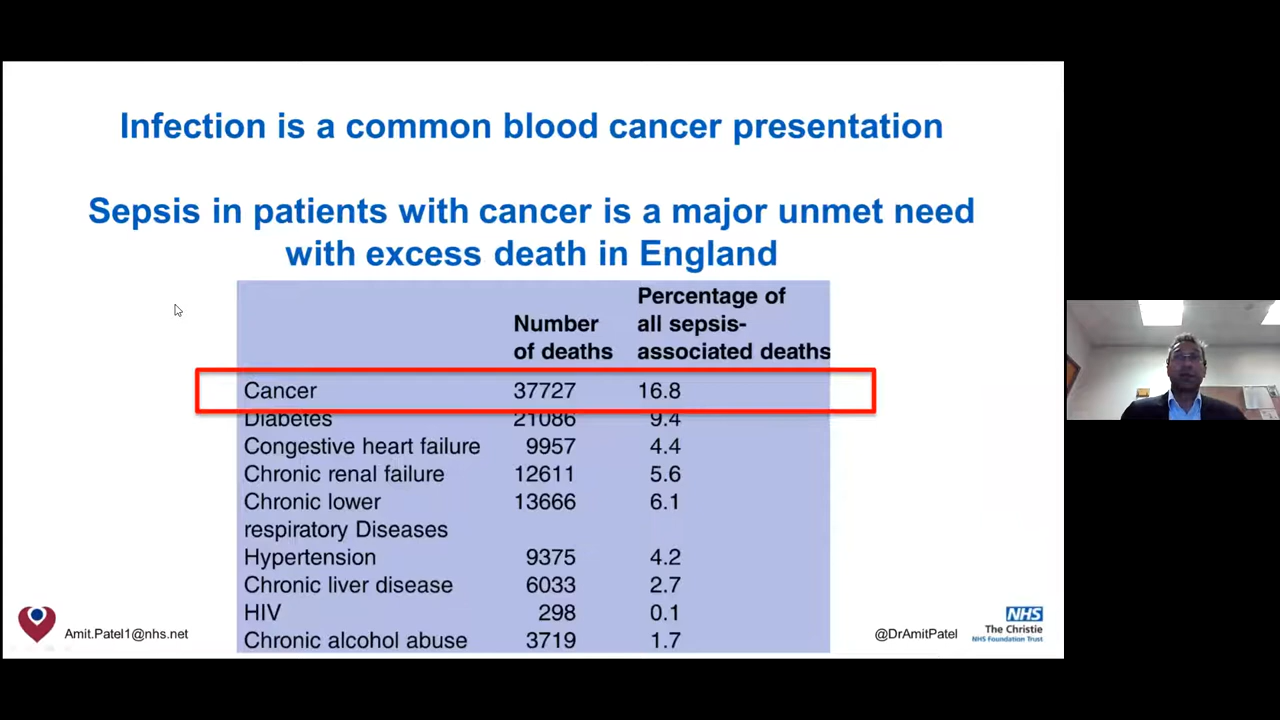 Infection is a common blood cancer presentation
Sepsis in patients with cancer is a major unmet need
with excess death in England
Number of deaths
Percentage of all sepsis-associated deaths
Cancer 37727 16.8
Diabetes 21086 9.4
Congestive heart failure 9957 4.4
Chronic renal failure 12611 5.6
Chronic lower 13666 6.1
respiratory Diseases
Hypertension 9375 4.2
Chronic liver disease 6033 2.7
HIV 298 0.1
Chronic alcohol abuse 3719 1.7
Amit.Patel1@nhs.net
@DrAmitPatel
NHS
The Christie
NHS Foundation Trust